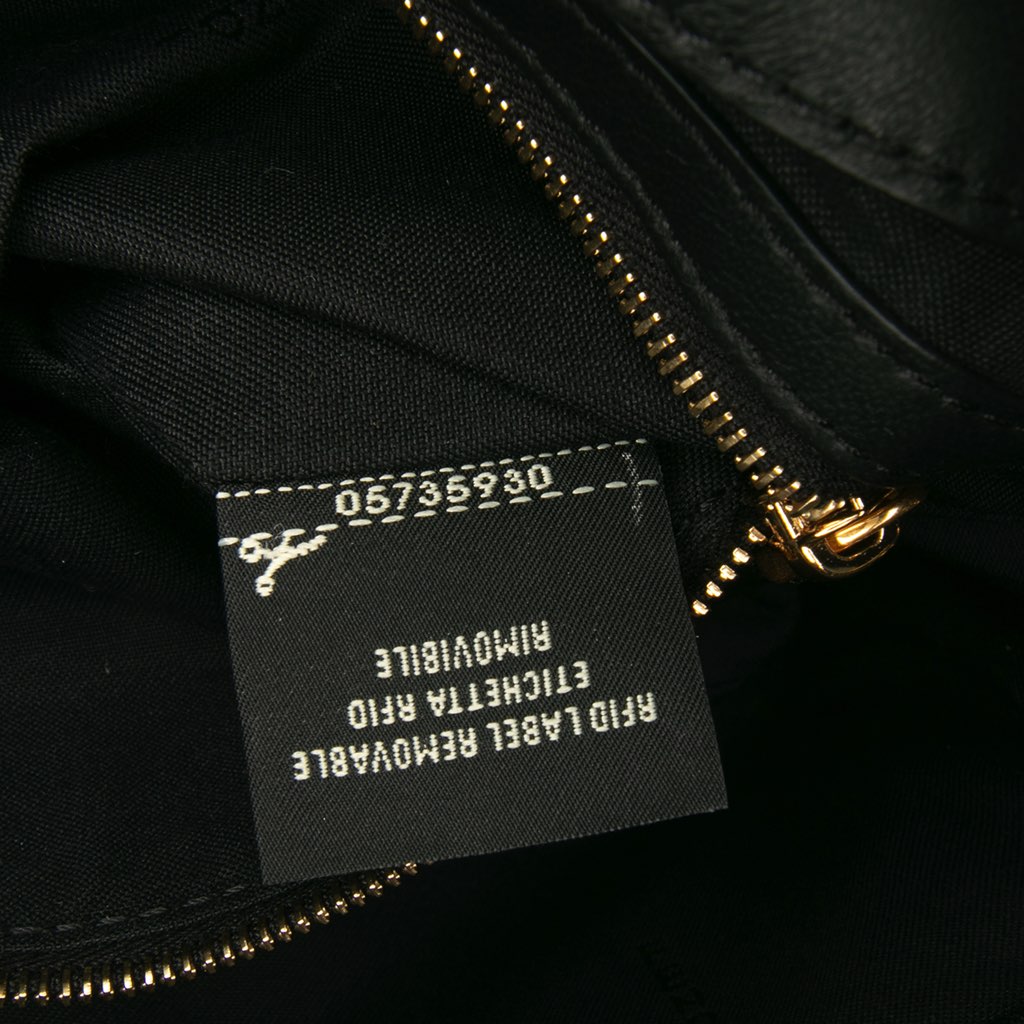 05735930
RFID LABEL REMOVABLE
ETICHETTA RFID
RIMOVIBILE